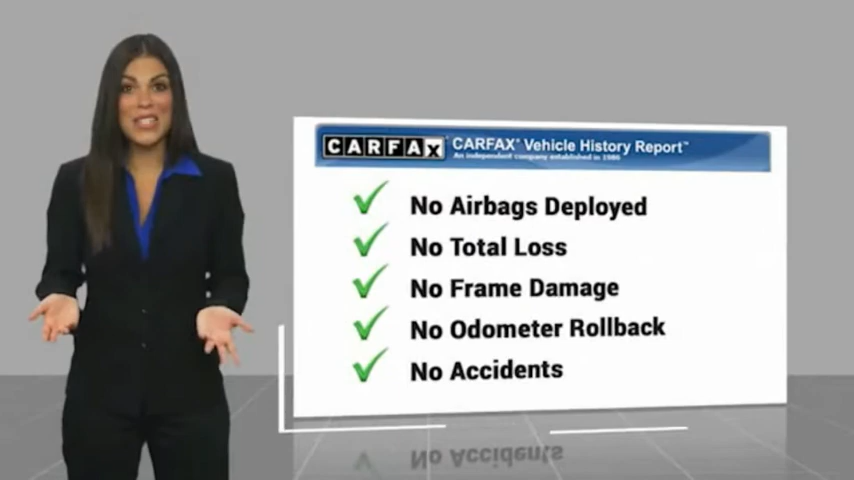 CARFAX CARFAX® Vehicle History Report™
An independent company established in 1986
No Airbags Deployed
No Total Loss
No Frame Damage
No Odometer Rollback
No Accidents
No Accidents